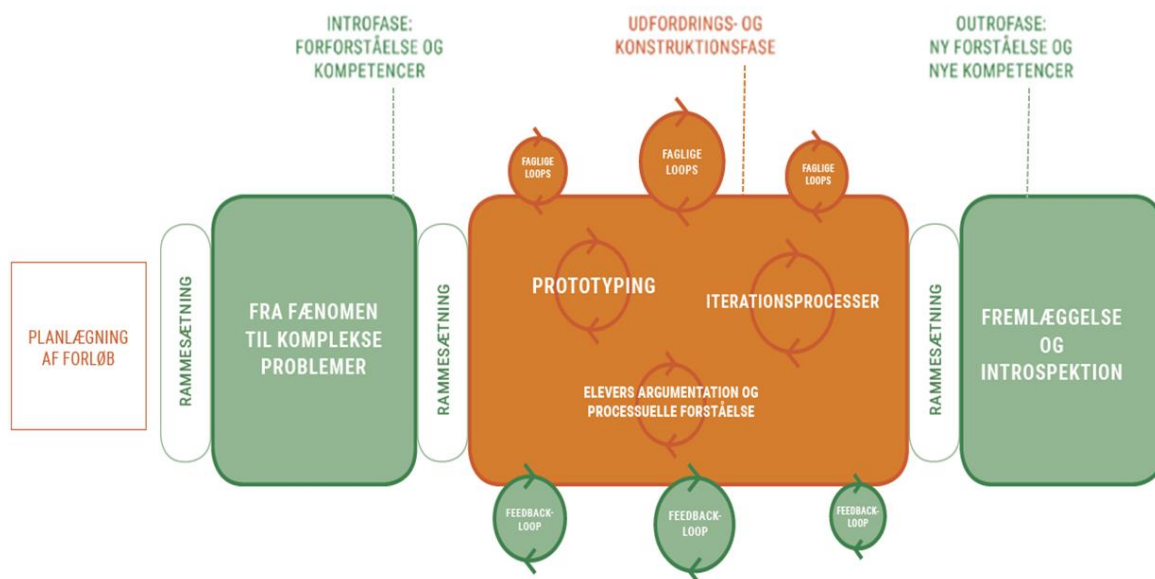 INTROFASE:
FORFORSTÅELSE OG
KOMPETENCER
UDFORDRINGS- OG
KONSTRUKTIONSFASE
OUTROFASE:
NY FORSTÅELSE OG
NYE KOMPETENCER
FAGLIGE
LOOPS
FAGLIGE
LOOPS
FAGLIGE
LOOPS
PLANLÆGNING
AF FORLØB
RAMMESÆTNING
FRA FÆNOMEN
TIL KOMPLEKSE
PROBLEMER
RAMMESÆTNING
PROTOTYPING
ITERATIONSPROCESSER
ELEVERS ARGUMENTATION OG
PROCESSUELLE FORSTÅELSE
RAMMESÆTNING
FREMLÆGGELSE
OG
INTROSPEKTION
FEEDBACK-
LOOP
FEEDBACK-
LOOP
FEEDBACK-
LOOP